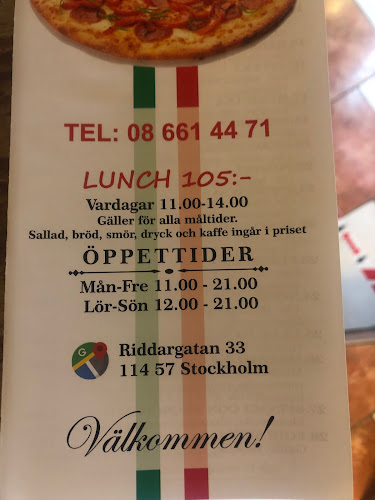 TEL: 08 661 44 71
LUNCH 105:-
Vardagar 11.00-14.00
Gäller för alla måltider.
Sallad, bröd, smör, dryck och kaffe ingår i priset
ÖPPETTIDER
Mån-Fre 11.00 - 21.00
Lör-Sön 12.00 - 21.00
G
Riddargatan 33
114 57 Stockholm
Välkommen!